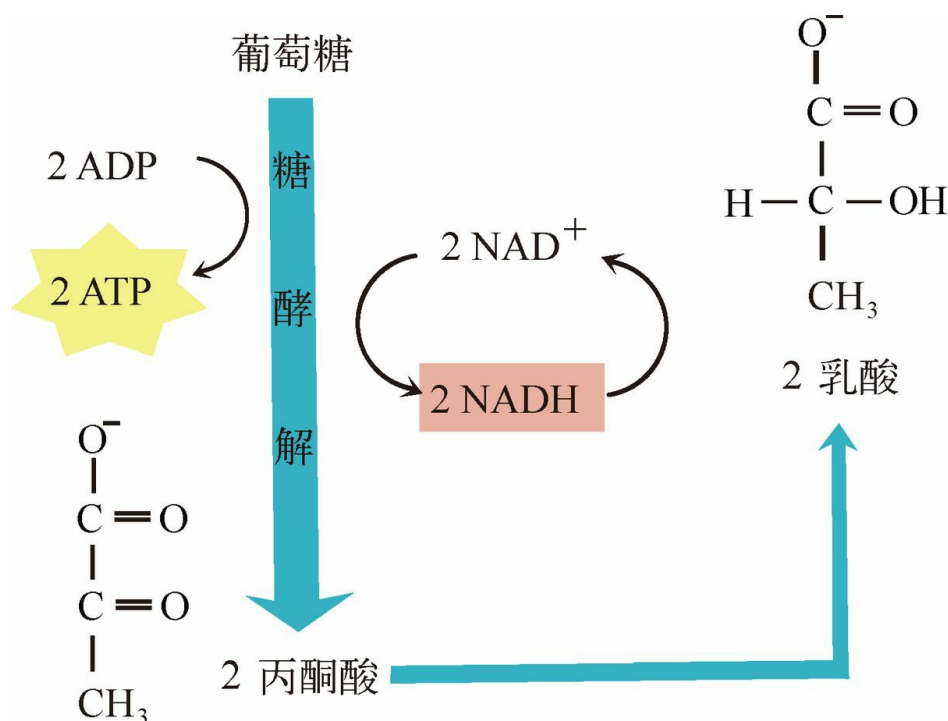 葡萄糖
糖
酵
解
2 ADP
2 ATP
2 NAD⁺
2 NADH
O⁻
C=O
C=O
CH₃
2 丙酮酸
O⁻
C=O
H-C-OH
CH₃
2 乳酸